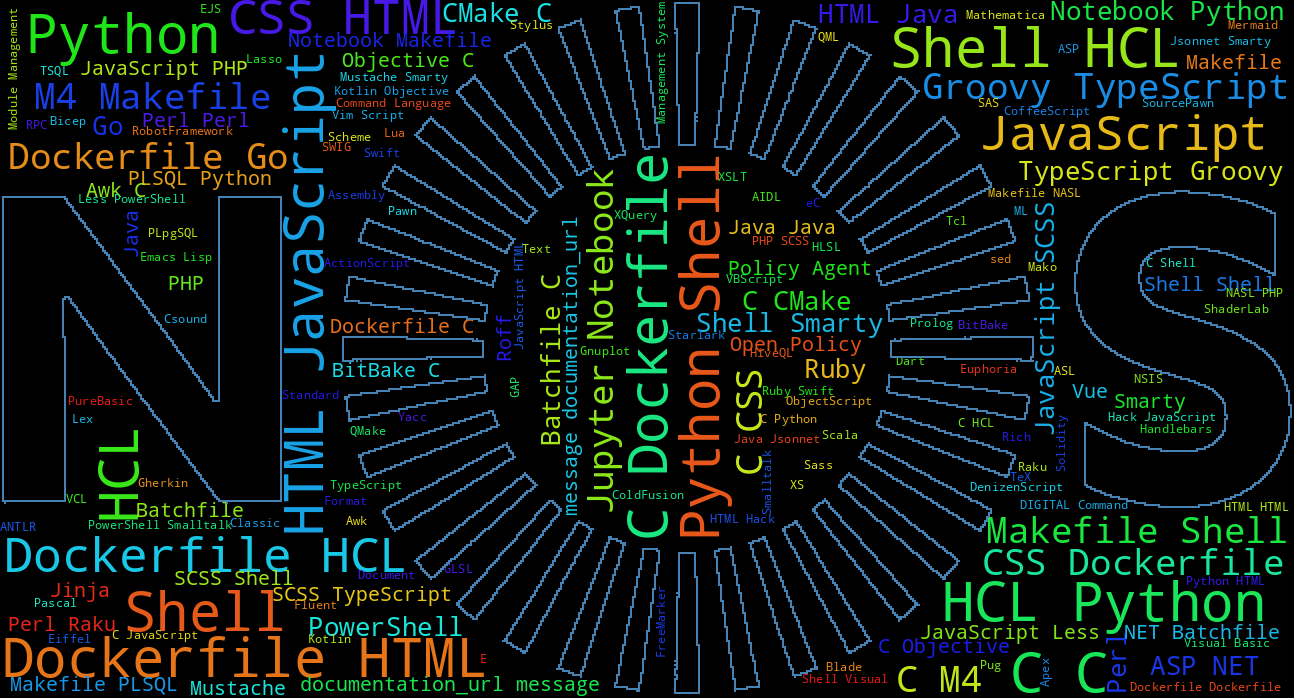 Module Management
Python
EJS
CSS HTML
CMake C
Stylus
Management System
HTML Java
QML
Mathematica
Notebook Python
Mermaid
Notebook Makefile
Objective C
Shell HCL
ASP
Jsonnet Smarty
Makefile
TSQL
JavaScript PHP
Lasso
Mustache Smarty
Kotlin Objective
Command Language
Vim Script
Groovy TypeScript
M4 Makefile
SAS
CoffeeScript
SourcePawn
RPC
Bicep
Go
Perl Perl
RobotFramework
Scheme
Lua
SWIG
Swift
JavaScript
Dockerfile Go
HTML JavaScript
TypeScript Groovy
PLSQL Python
Awk C
Less PowerShell
Assembly
Pawn
XSLT
AIDL
eC
Makefile NASL
ML
Java
PLpgSQL
XQuery
Java Java
Tcl
JavaScript SCSS
Emacs Lisp
ActionScript
Text
PHP SCSS
HLSL
sed
Mako
C Shell
PHP
Policy Agent
VBScript
Shell Shell
NASL PHP
Csound
C CMake
ShaderLab
Dockerfile C
Roff
JavaScript HTML
Shell Smarty
Starlark
Prolog
BitBake
Batchfile C
message documentation_url
Jupyter Notebook
C Dockerfile
Python Shell
Gnuplot
Open Policy
HiveQL
Dart
BitBake C
Ruby
Euphoria
ASL
Standard
GAP
C CSS
Ruby Swift
ObjectScript
Vue
NSIS
Smarty
PureBasic
Lex
Yacc
C Python
C HCL
Hack JavaScript
Handlebars
QMake
Java Jsonnet
Scala
Rich
Solidity
HCL
Gherkin
Smalltalk
Sass
Raku
TeX
TypeScript
XS
DenizenScript
VCL
Batchfile
Format
ColdFusion
DIGITAL Command
HTML HTML
ANTLR
PowerShell Smalltalk
Classic
Awk
HTML Hack
Makefile Shell
Dockerfile HCL
CSS Dockerfile
SCSS Shell
Document
GLSL
Python HTML
Jinja
SCSS TypeScript
HCL Python
Pascal
Shell
Fluent
FreeMarker
Perl Raku
PowerShell
Eiffel
C JavaScript
Kotlin
JavaScript Less
NET Batchfile
Visual Basic
Dockerfile HTML
E
C Objective
Perl
Blade
Shell Visual
C M4
Pug
C C
Apex
ASP NET
Makefile PLSQL
Mustache
documentation_url message
Dockerfile Dockerfile